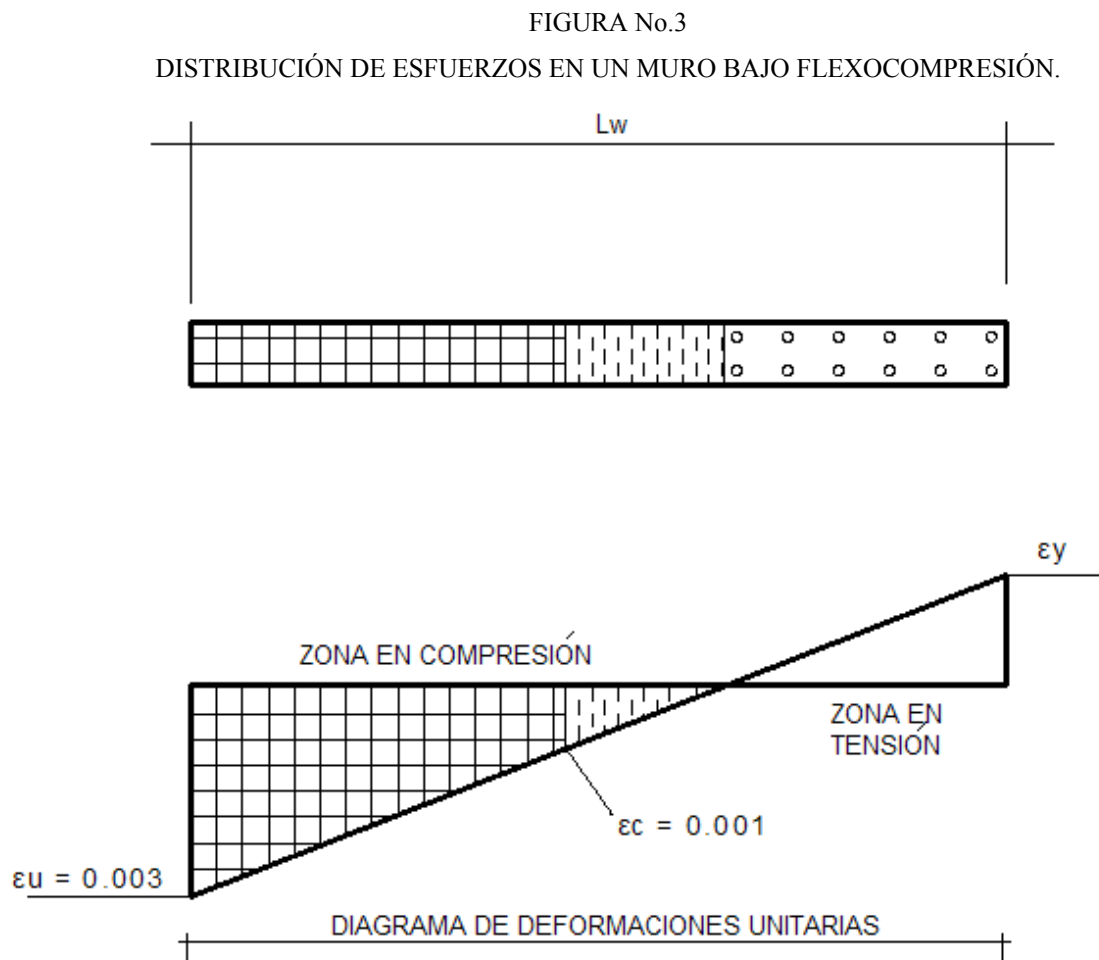 FIGURA No.3
DISTRIBUCIÓN DE ESFUERZOS EN UN MURO BAJO FLEXOCOMPRESIÓN.
Lw
εy
ZONA EN COMPRESIÓN
ZONA EN
TENSIÓN
εc = 0.001
εu = 0.003
DIAGRAMA DE DEFORMACIONES UNITARIAS